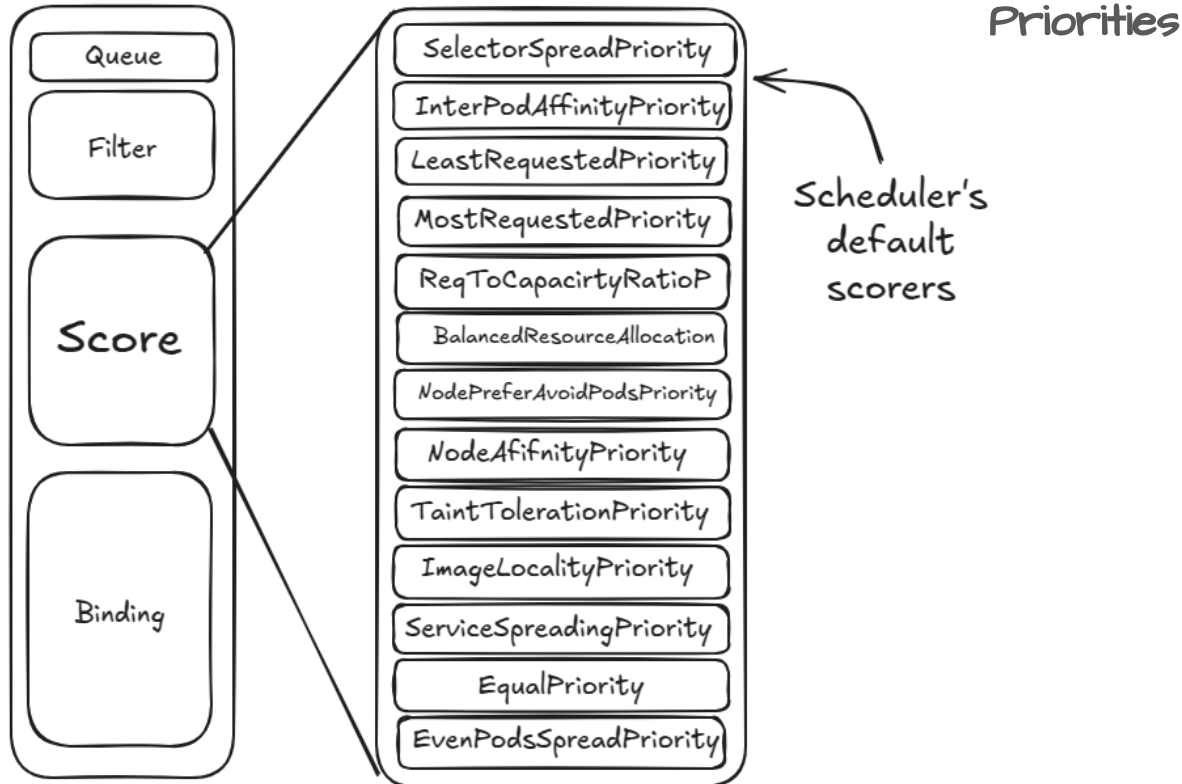 Priorities
Queue
Filter
Score
Binding
SelectorSpreadPriority
InterPodAffinityPriority
LeastRequestedPriority
MostRequestedPriority
ReqToCapacirtyRatioP
BalancedResourceAllocation
NodePreferAvoidPodsPriority
NodeAfifnityPriority
TaintTolerationPriority
ImageLocalityPriority
ServiceSpreadingPriority
EqualPriority
EvenPodsSpreadPriority
Scheduler's
default
scorers